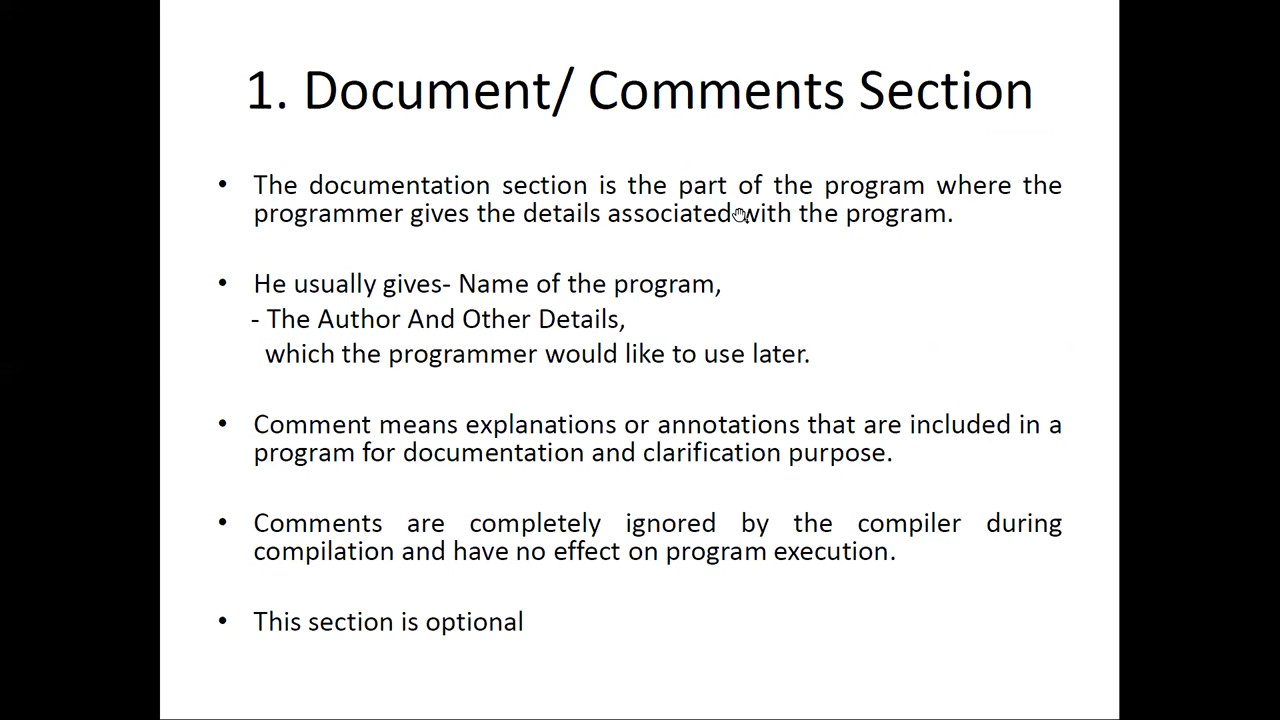 1. Document/ Comments Section
• The documentation section is the part of the program where the
programmer gives the details associated with the program.
• He usually gives- Name of the program,
- The Author And Other Details,
which the programmer would like to use later.
• Comment means explanations or annotations that are included in a
program for documentation and clarification purpose.
• Comments are completely ignored by the compiler during
compilation and have no effect on program execution.
• This section is optional